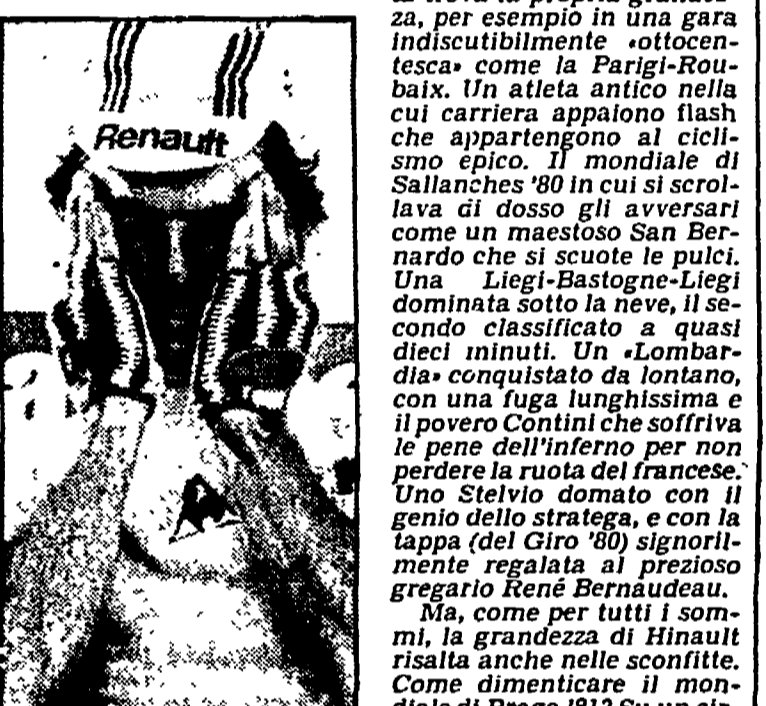 Renault
za, per esempio in una gara
indiscutibilmente «ottocen-
tesca» come la Parigi-Rou-
baix. Un atleta antico nella
cui carriera appaiono flash
che appartengono al cicli-
smo epico. Il mondiale di
Sallanches '80 in cui si scrol-
lava di dosso gli avversari
come un maestoso San Ber-
nardo che si scuote le pulci.
Una Liegi-Bastogne-Liegi
dominata sotto la neve, il se-
condo classificato a quasi
dieci minuti. Un «Lombar-
dia» conquistato da lontano,
con una fuga lunghissima e
il povero Contini che soffriva
le pene dell'inferno per non
perdere la ruota del francese.
Uno Stelvio domato con il
genio dello stratega, e con la
tappa (del Giro '80) signoril-
mente regalata al prezioso
gregario René Bernaudeau.
Ma, come per tutti i som-
mi, la grandezza di Hinault
risalta anche nelle sconfitte.
Come dimenticare il mon-